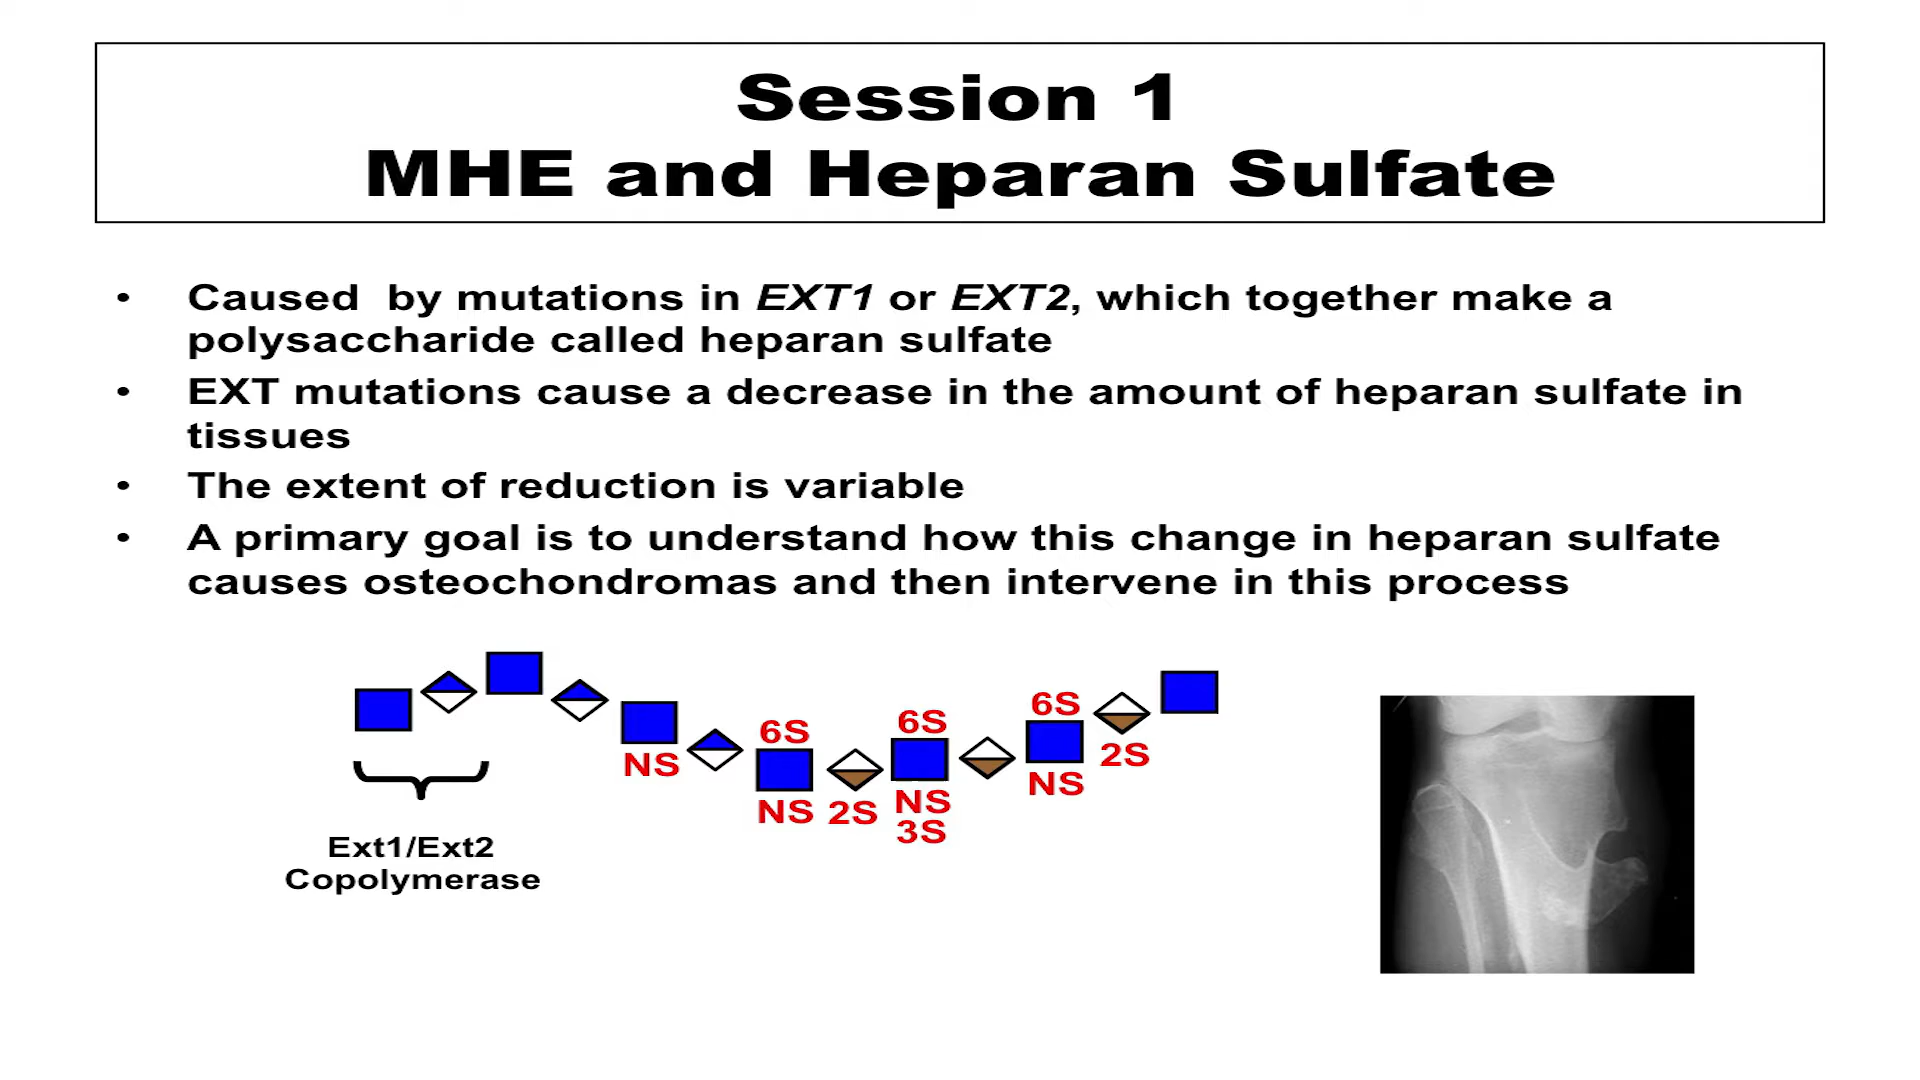 Session 1
MHE and Heparan Sulfate
• Caused by mutations in EXT1 or EXT2, which together make a
polysaccharide called heparan sulfate
• EXT mutations cause a decrease in the amount of heparan sulfate in
tissues
• The extent of reduction is variable
• A primary goal is to understand how this change in heparan sulfate
causes osteochondromas and then intervene in this process
6S 6S 6S
NS NS 2S NS NS 2S
3S
Ext1/Ext2
Copolymerase